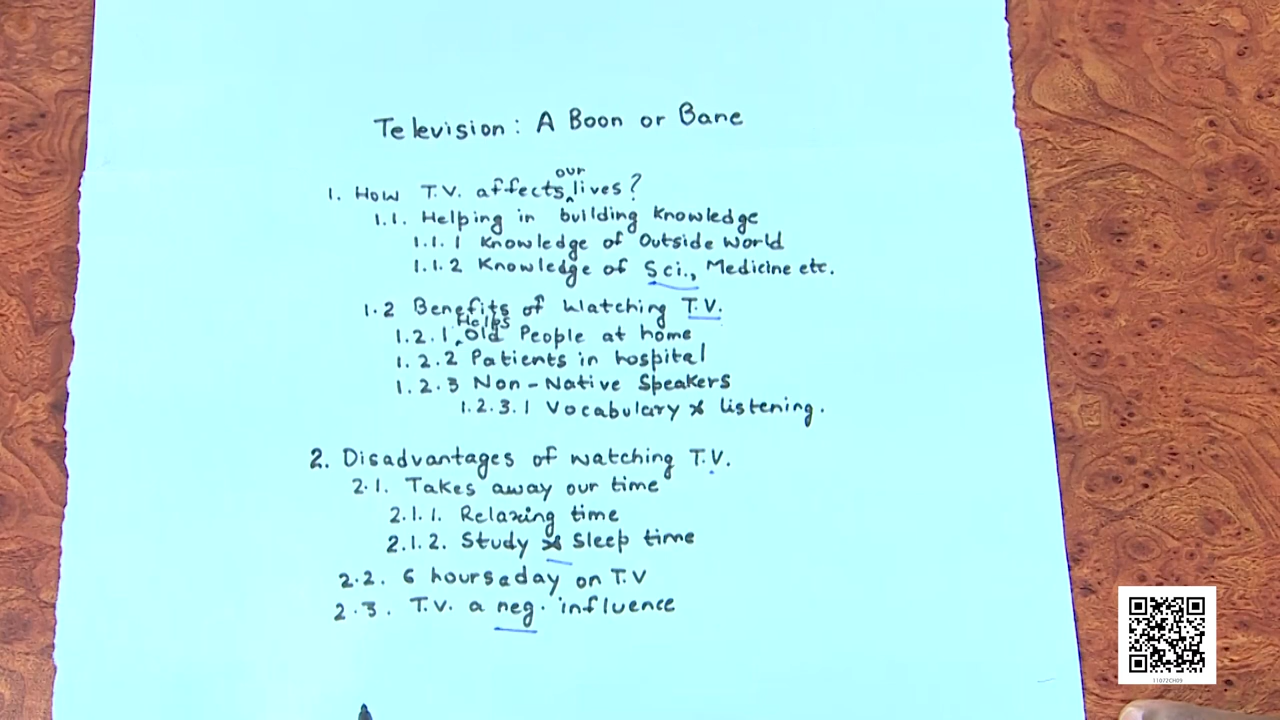 Television: A Boon or Bane
1. How T.V. affects our lives?
1.1. Helping in building Knowledge
1.1.1 Knowledge of Outside World
1.1.2 Knowledge of Sci., Medicine etc.
1.2 Benefits of Watching T.V.
1.2.1 Helps Old People at home
1.2.2 Patients in hospital
1.2.3 Non-Native Speakers
1.2.3.1 Vocabulary & listening.
2. Disadvantages of watching T.V.
2.1. Takes away our time
2.1.1. Relaxing time
2.1.2. Study & Sleep time
2.2. 6 hours a day on T.V
2.3. T.V. a neg. influence
11072CH09